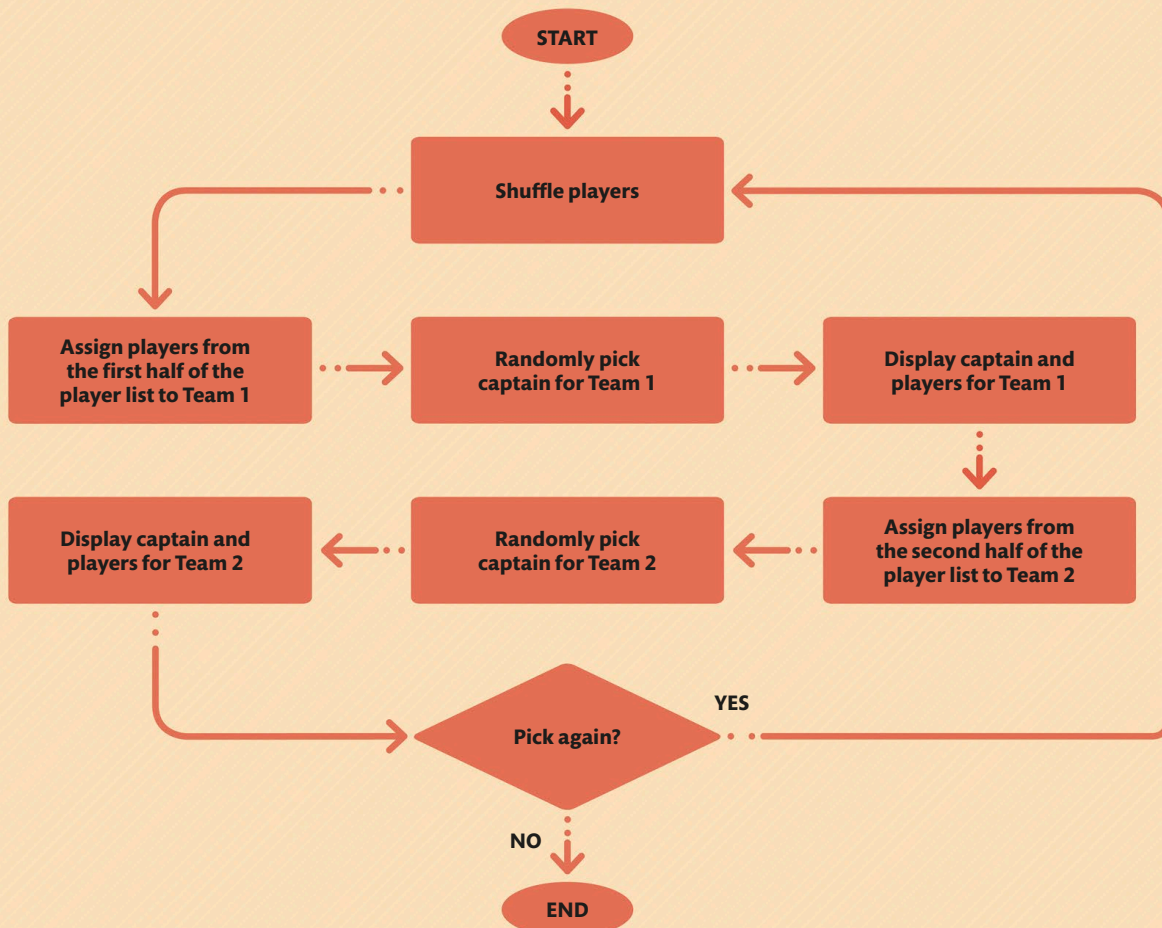 START
Shuffle players
Assign players from
the first half of the
player list to Team 1
Randomly pick
captain for Team 1
Display captain and
players for Team 1
Assign players from
the second half of the
player list to Team 2
Randomly pick
captain for Team 2
Display captain and
players for Team 2
Pick again?
YES
NO
END